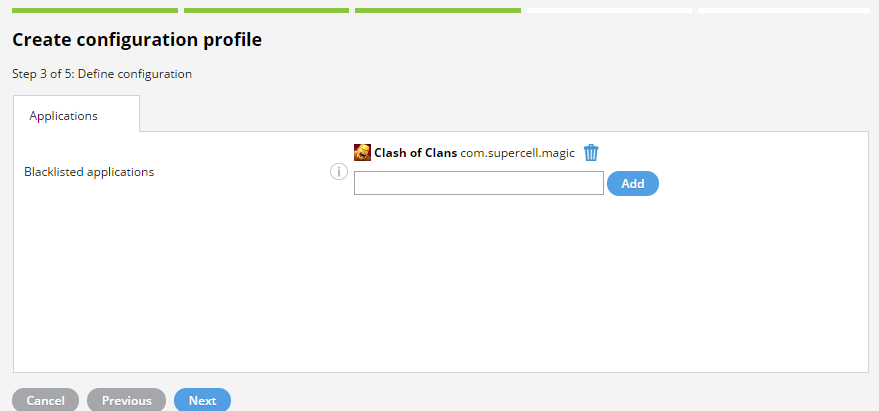 Create configuration profile
Step 3 of 5: Define configuration
Applications
Clash of Clans com.supercell.magic
Blacklisted applications i
Add
Cancel Previous Next